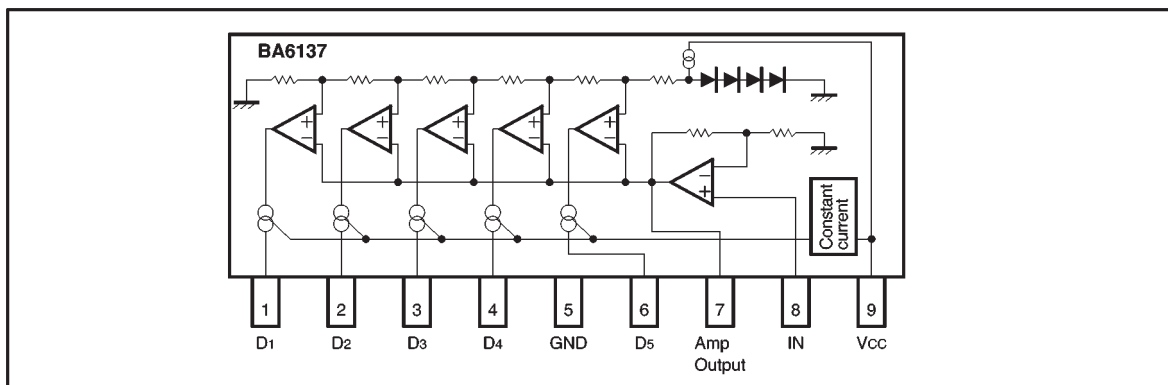 BA6137
+
−
+
−
+
−
+
−
+
−
−
+
Constant
current
1 2 3 4 5 6 7 8 9
D1 D2 D3 D4 GND D5 Amp IN VCC
Output